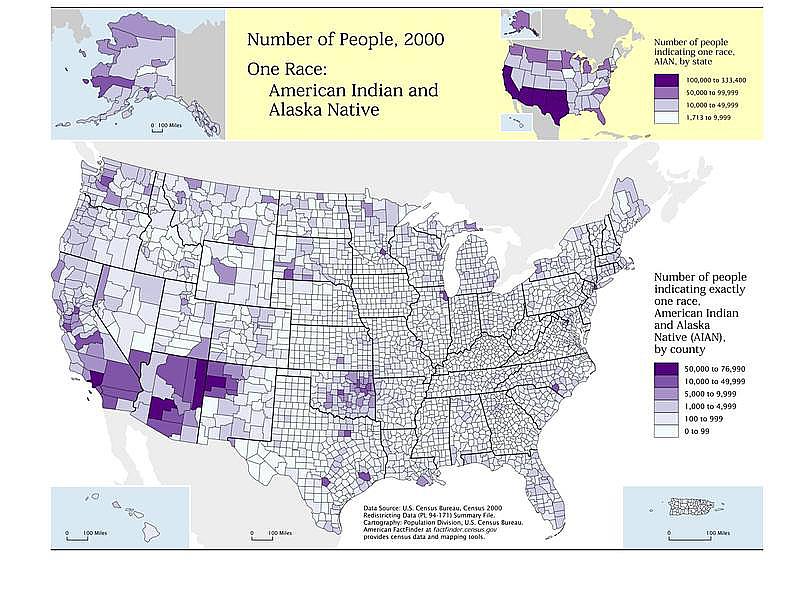 Number of People, 2000
One Race:
American Indian and
Alaska Native
0 100 Miles
Number of people
indicating one race,
AIAN, by state
100,000 to 333,400
50,000 to 99,999
10,000 to 49,999
1,713 to 9,999
Number of people
indicating exactly
one race,
American Indian
and Alaska
Native (AIAN),
by county
50,000 to 76,990
10,000 to 49,999
5,000 to 9,999
1,000 to 4,999
100 to 999
0 to 99
Data Source: U.S. Census Bureau, Census 2000
Redistricting Data (PL 94-171) Summary File.
Cartography: Population Division, U.S. Census Bureau.
American FactFinder at factfinder.census.gov
provides census data and mapping tools.
0 100 Miles
0 100 Miles
0 100 Miles